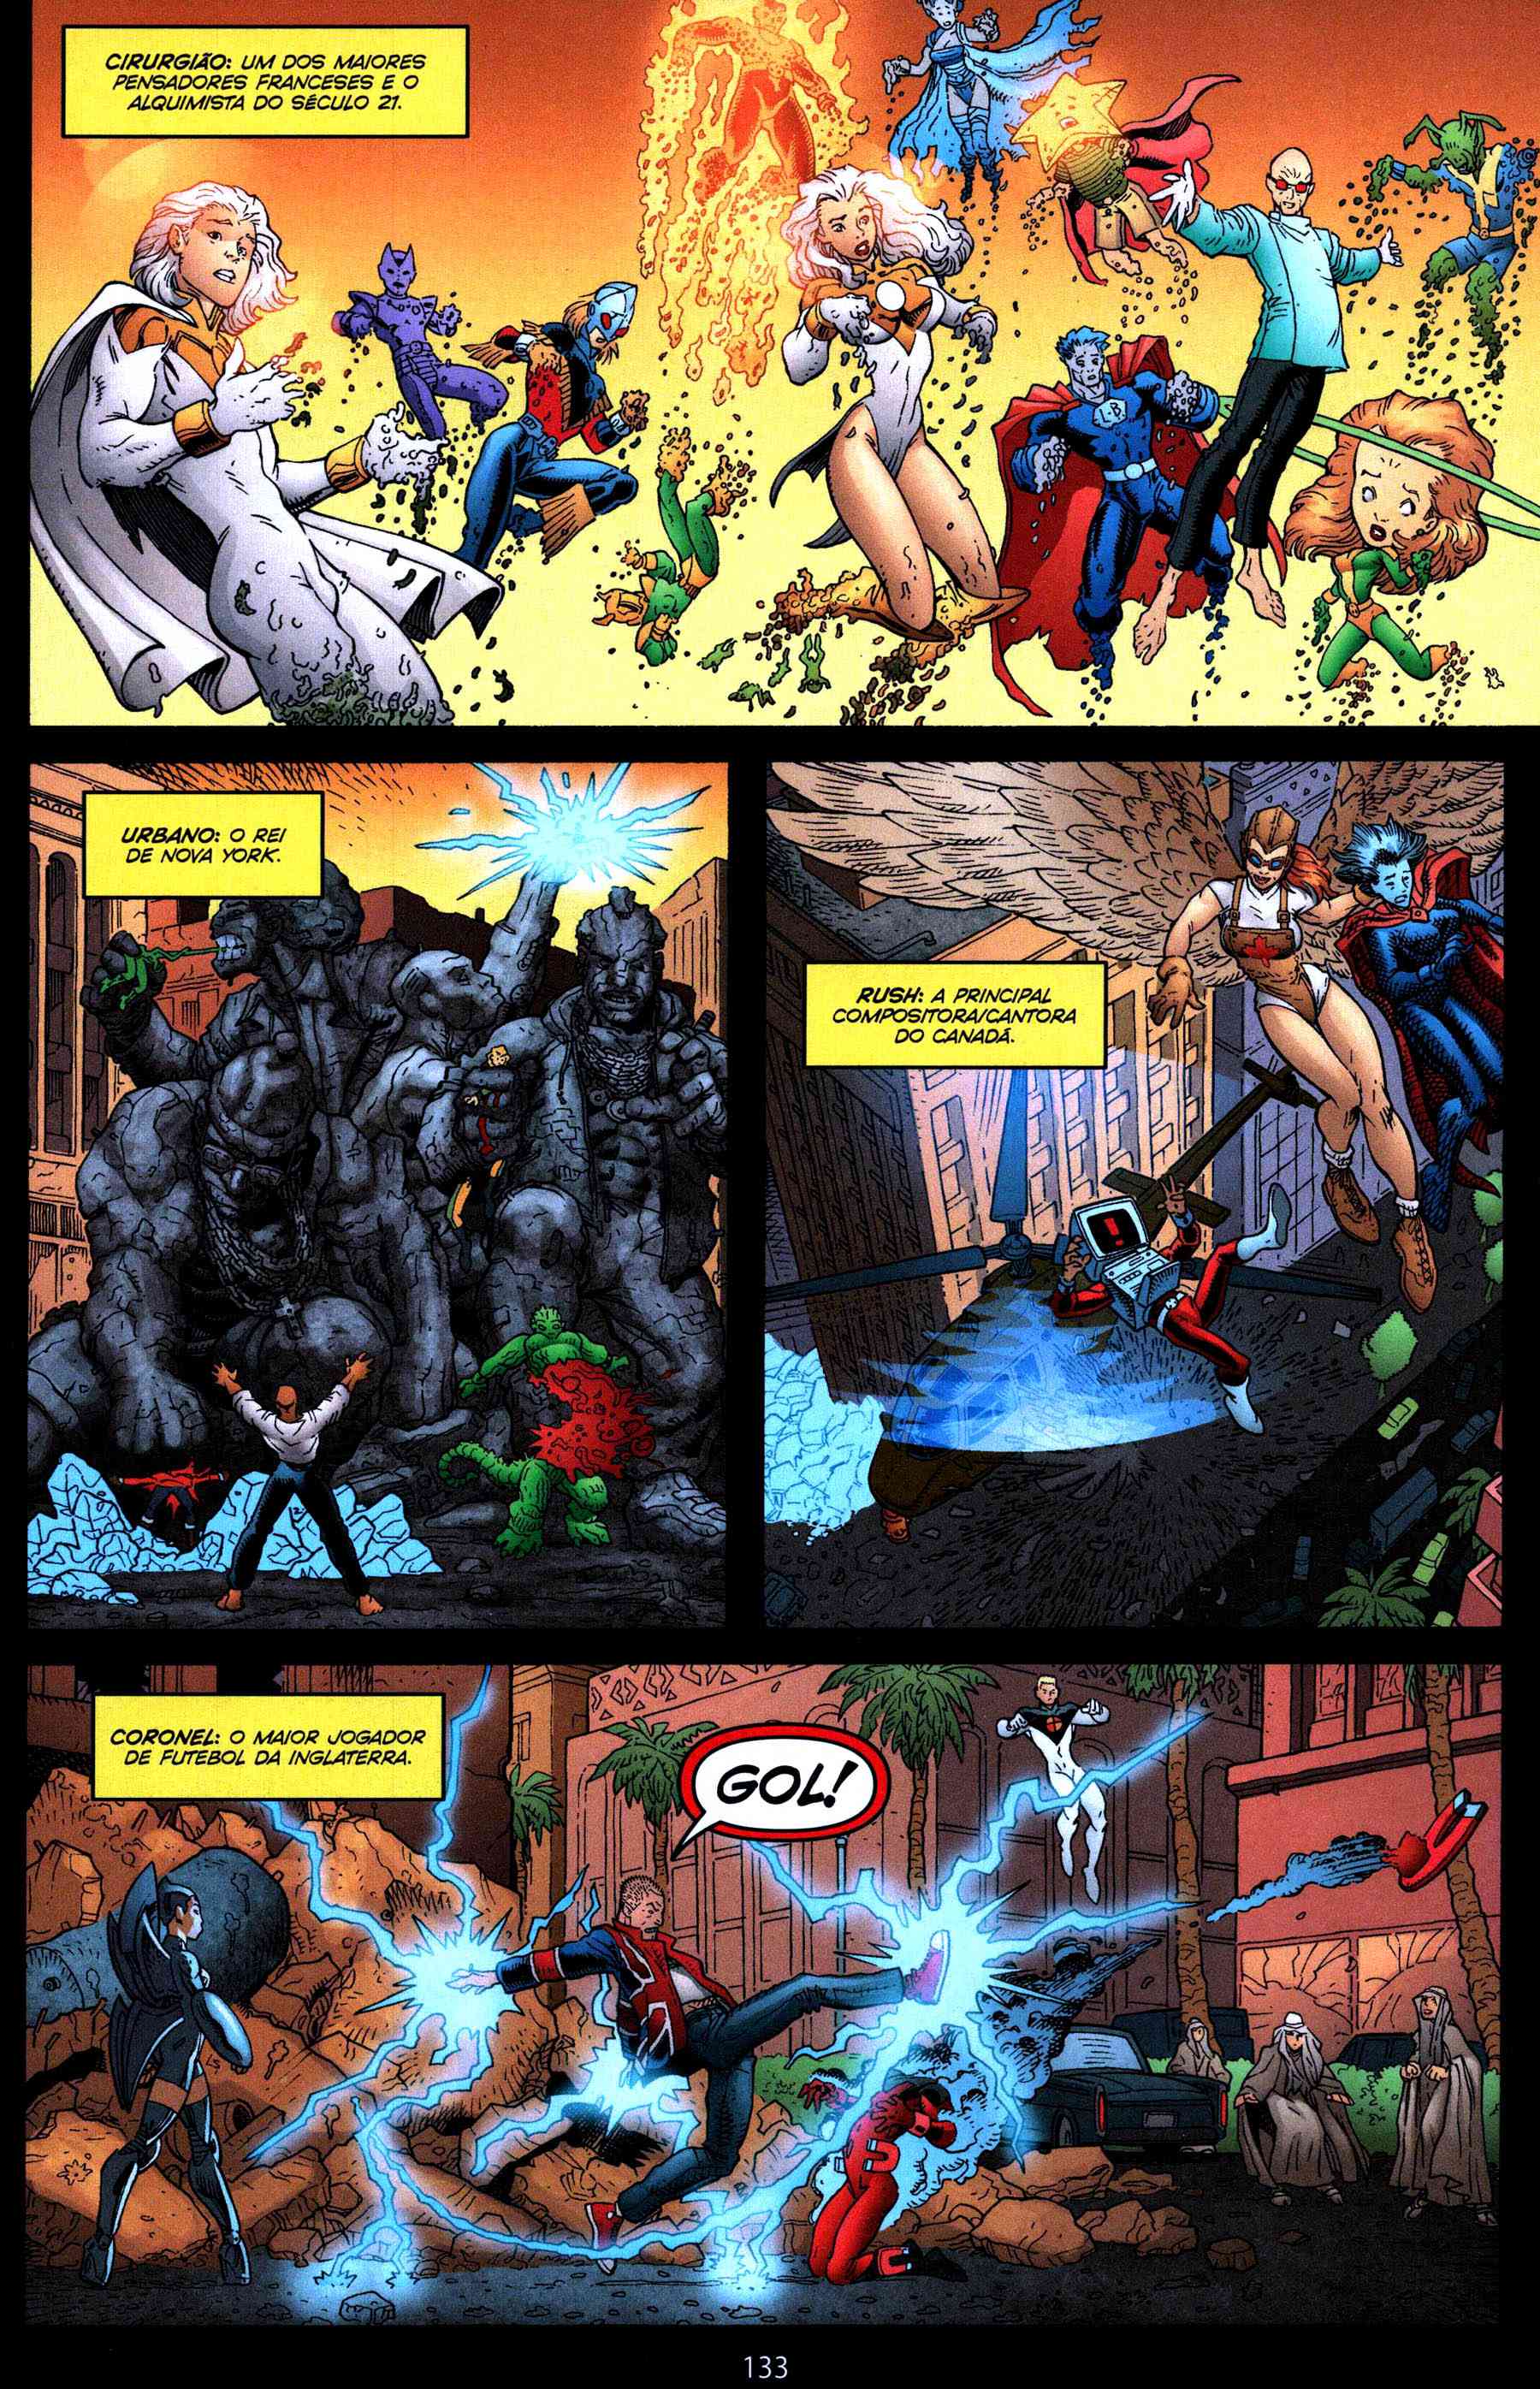 CIRURGIÃO: UM DOS MAIORES
PENSADORES FRANCESES E O
ALQUIMISTA DO SÉCULO 21.
URBANO: O REI
DE NOVA YORK.
RUSH: A PRINCIPAL
COMPOSITORA/CANTORA
DO CANADÁ.
!
CORONEL: O MAIOR JOGADOR
DE FUTEBOL DA INGLATERRA.
GOL!
133